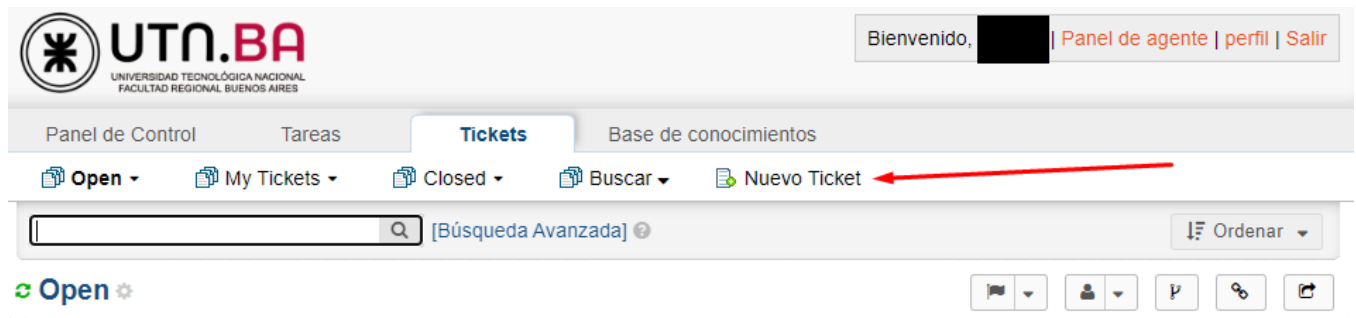 UTN.BA
UNIVERSIDAD TECNOLÓGICA NACIONAL
FACULTAD REGIONAL BUENOS AIRES
Bienvenido, | Panel de agente | perfil | Salir
Panel de Control Tareas Tickets Base de conocimientos
Open My Tickets Closed Buscar Nuevo Ticket
[Búsqueda Avanzada] Ordenar
Open